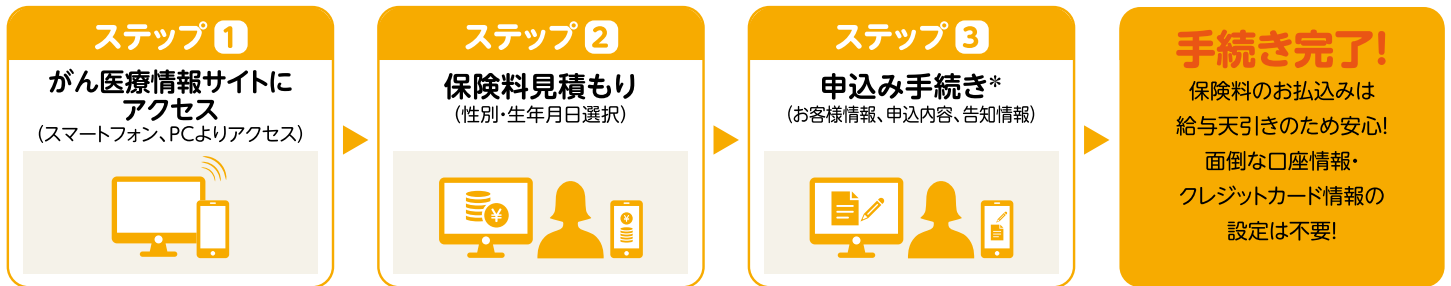 ステップ 1
がん医療情報サイトに
アクセス
（スマートフォン、PCよりアクセス）
ステップ 2
保険料見積もり
（性別・生年月日選択）
¥
¥
ステップ 3
申込み手続き*
（お客様情報、申込内容、告知情報）
手続き完了!
保険料のお払込みは
給与天引きのため安心!
面倒な口座情報・
クレジットカード情報の
設定は不要!